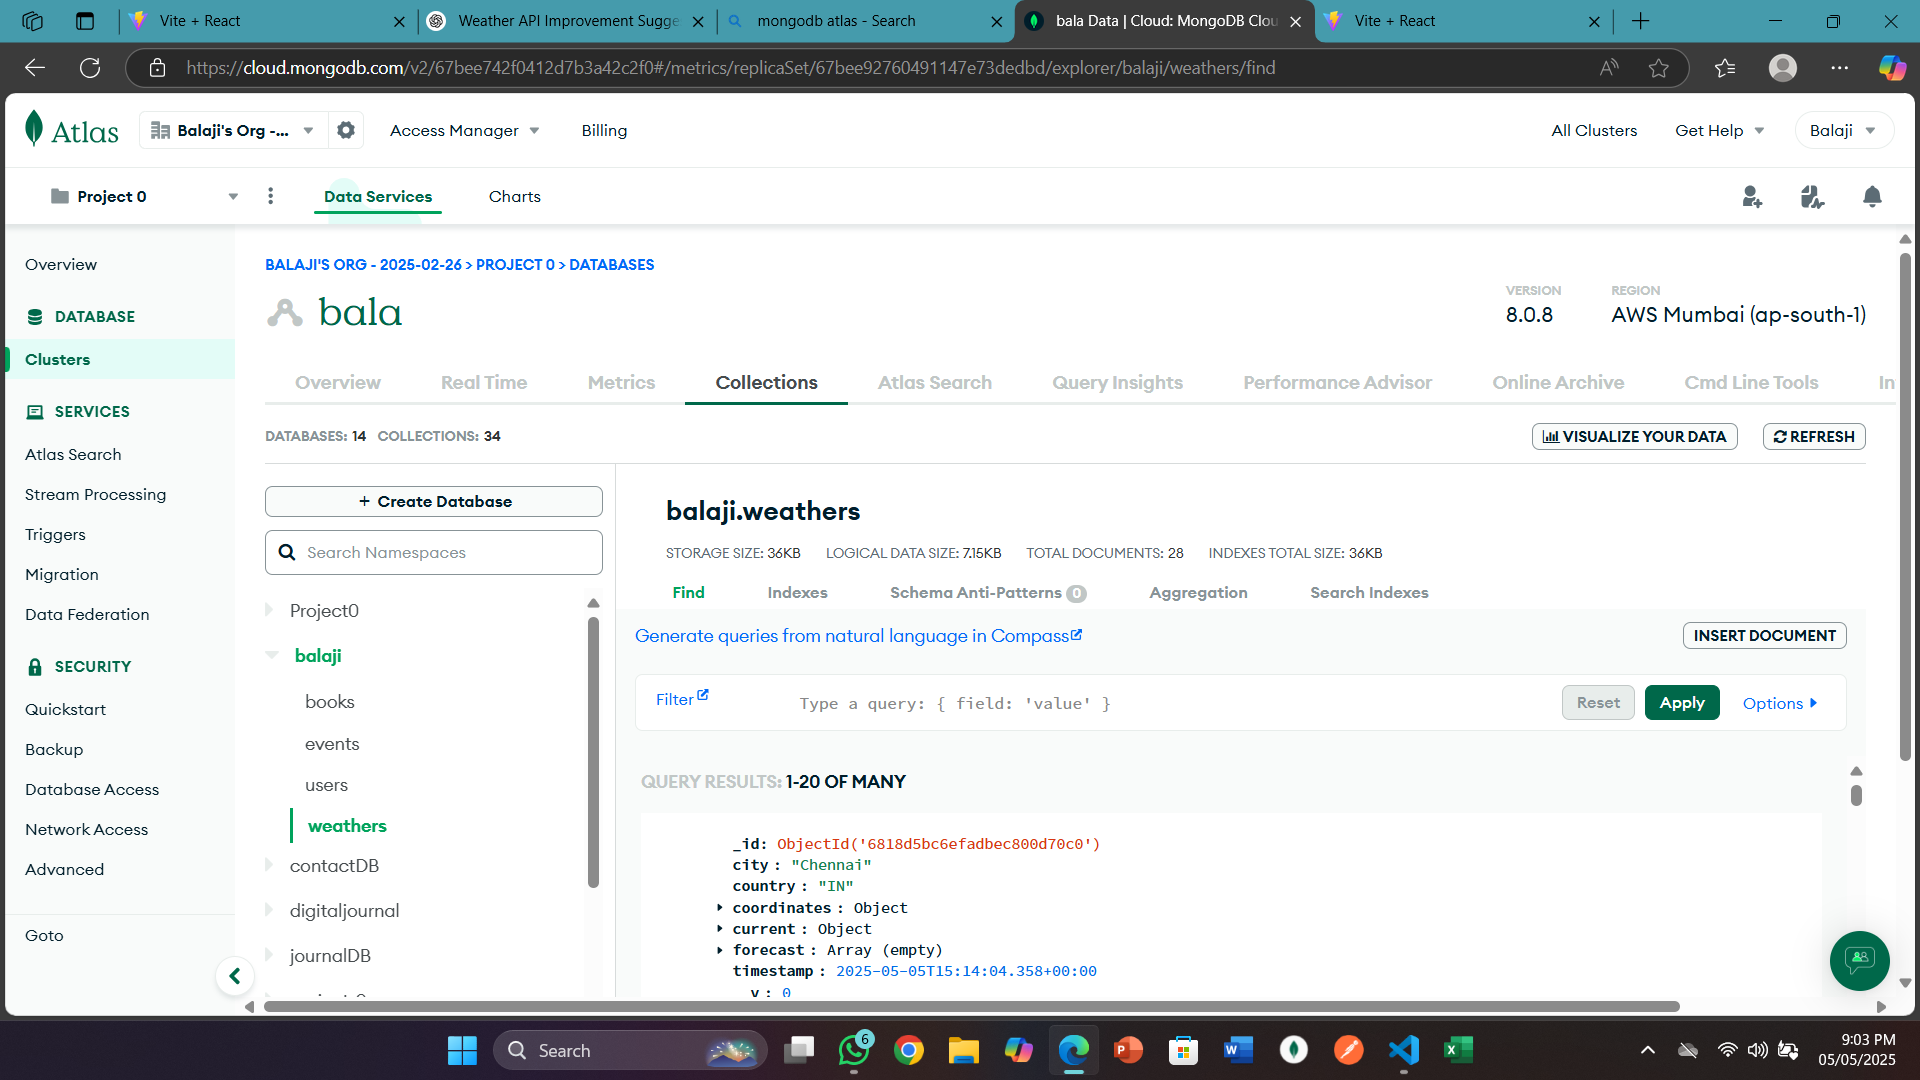 Vite + React
Weather API Improvement Sugge
mongodb atlas - Search
bala Data | Cloud: MongoDB Clou
Vite + React
https://cloud.mongodb.com/v2/67bee742f0412d7b3a42c2f0#/metrics/replicaSet/67bee92760491147e73dedbd/explorer/balaji/weathers/find
Atlas
Balaji's Org -...
Access Manager
Billing
All Clusters
Get Help
Balaji
Project 0
Data Services
Charts
Overview
DATABASE
Clusters
SERVICES
Atlas Search
Stream Processing
Triggers
Migration
Data Federation
SECURITY
Quickstart
Backup
Database Access
Network Access
Advanced
Goto
BALAJI'S ORG - 2025-02-26 > PROJECT 0 > DATABASES
bala
VERSION
8.0.8
REGION
AWS Mumbai (ap-south-1)
Overview
Real Time
Metrics
Collections
Atlas Search
Query Insights
Performance Advisor
Online Archive
Cmd Line Tools
In
DATABASES: 14 COLLECTIONS: 34
VISUALIZE YOUR DATA
REFRESH
+ Create Database
Search Namespaces
Project0
balaji
books
events
users
weathers
contactDB
digitaljournal
journalDB
balaji.weathers
STORAGE SIZE: 36KB LOGICAL DATA SIZE: 7.15KB TOTAL DOCUMENTS: 28 INDEXES TOTAL SIZE: 36KB
Find
Indexes
Schema Anti-Patterns 0
Aggregation
Search Indexes
Generate queries from natural language in Compass
INSERT DOCUMENT
Filter
Type a query: { field: 'value' }
Reset
Apply
Options
QUERY RESULTS: 1-20 OF MANY
_id: ObjectId('6818d5bc6efadbec800d70c0')
city : "Chennai"
country : "IN"
coordinates : Object
current : Object
forecast : Array (empty)
timestamp : 2025-05-05T15:14:04.358+00:00
v : 0
Search
6
9:03 PM
05/05/2025